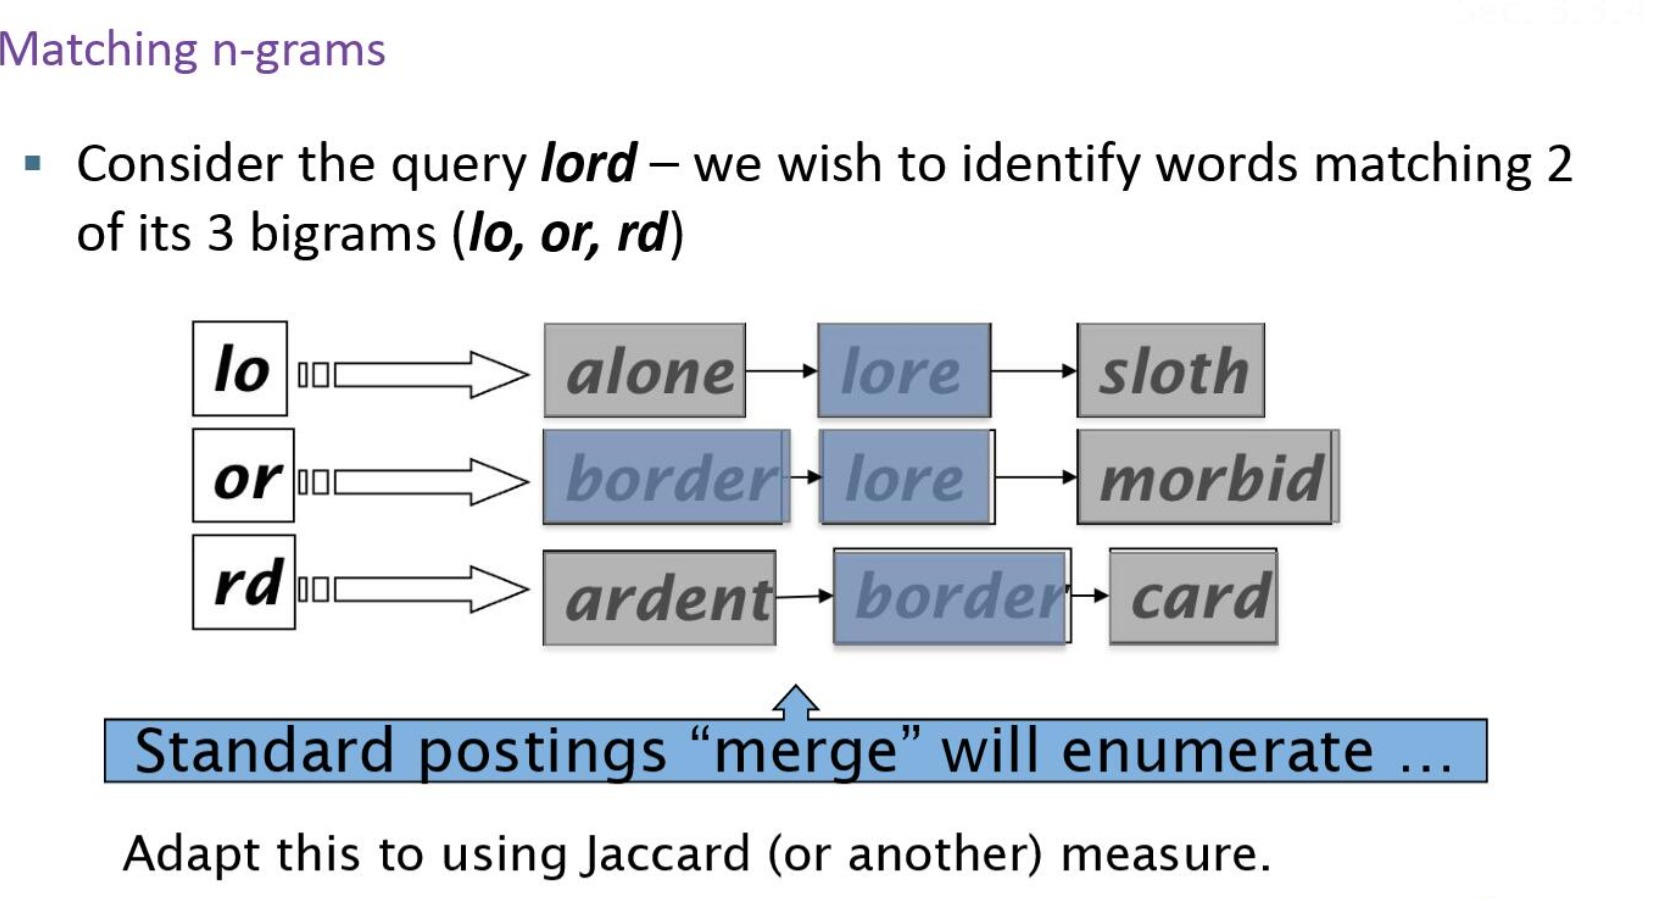 Matching n-grams
▪ Consider the query lord – we wish to identify words matching 2
of its 3 bigrams (lo, or, rd)
lo alone lore sloth
or border lore morbid
rd ardent border card
Standard postings “merge” will enumerate …
Adapt this to using Jaccard (or another) measure.